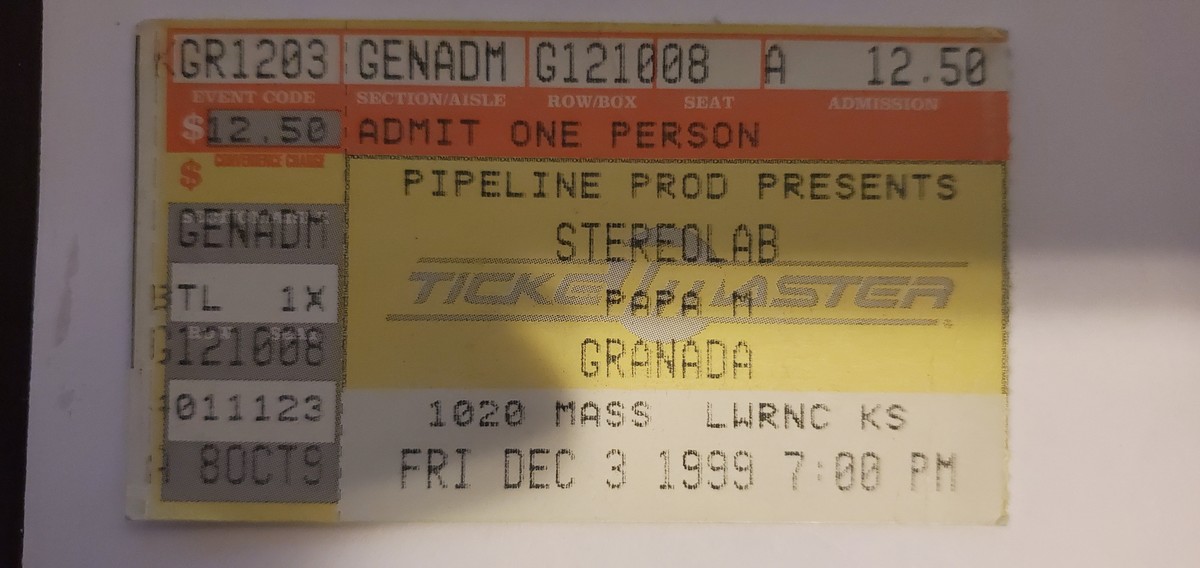 GR1203 GENADM G121008 A 12.50
EVENT CODE SECTION/AISLE ROW/BOX SEAT ADMISSION
$12.50 ADMIT ONE PERSON
CONVENIENCE CHARGE
$
PIPELINE PROD PRESENTS
GENADM
STEREOLAB
TICKETMASTER
TL 1X
PAPA M
G121008
GRANADA
011123
1020 MASS LWRNC KS
8OCT9
FRI DEC 3 1999 7:00 PM